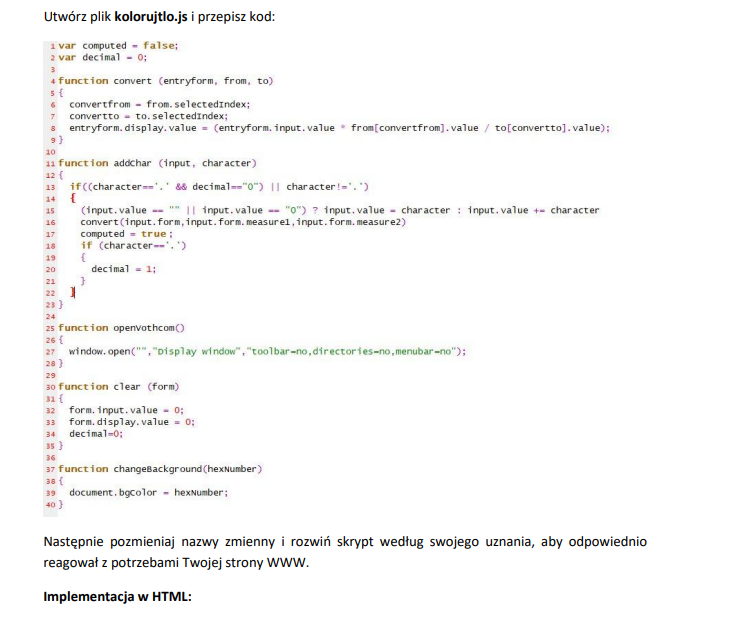 Utwórz plik kolorujtlo.js i przepisz kod:
1 var computed = false;
2 var decimal = 0;
3
4 function convert (entryform, from, to)
5 {
6 convertfrom = from.selectedIndex;
7 convertto = to.selectedIndex;
8 entryform.display.value = (entryform.input.value * from[convertfrom].value / to[convertto].value);
9 }
10
11 function addChar (input, character)
12 {
13 if((character=='.' && decimal=="0") || character!='.')
14 {
15 (input.value == "" || input.value == "0") ? input.value = character : input.value += character
16 convert(input.form,input.form.measure1,input.form.measure2)
17 computed = true;
18 if (character=='.')
19 {
20 decimal = 1;
21 }
22 }
23 }
24
25 function openVothcom()
26 {
27 window.open("","Display window","toolbar=no,directories=no,menubar=no");
28 }
29
30 function clear (form)
31 {
32 form.input.value = 0;
33 form.display.value = 0;
34 decimal=0;
35 }
36
37 function changeBackground(hexNumber)
38 {
39 document.bgColor = hexNumber;
40 }
Następnie pozmieniaj nazwy zmienny i rozwiń skrypt według swojego uznania, aby odpowiednio
reagował z potrzebami Twojej strony WWW.
Implementacja w HTML: